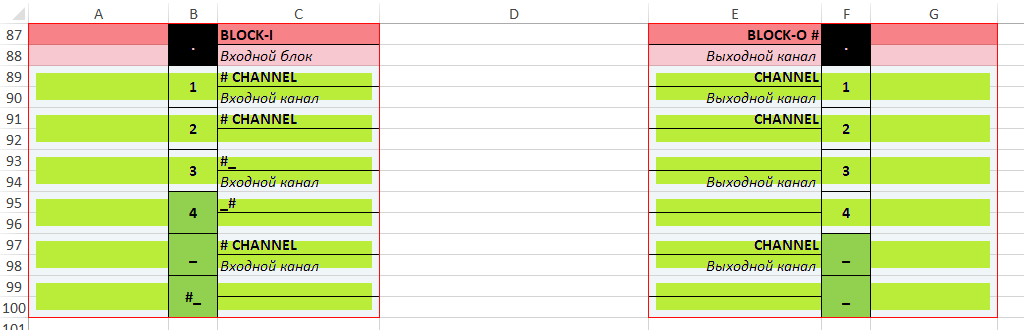 A B C D E F G
87 . BLOCK-I BLOCK-O # .
88 Входной блок Выходной канал
89 1 # CHANNEL CHANNEL 1
90 Входной канал Выходной канал
91 2 # CHANNEL CHANNEL 2
92
93 3 #_ 3
94 Входной канал Выходной канал
95 4 _# 4
96
97 _ # CHANNEL CHANNEL _
98 Входной канал Выходной канал
99 #_ _
100
101